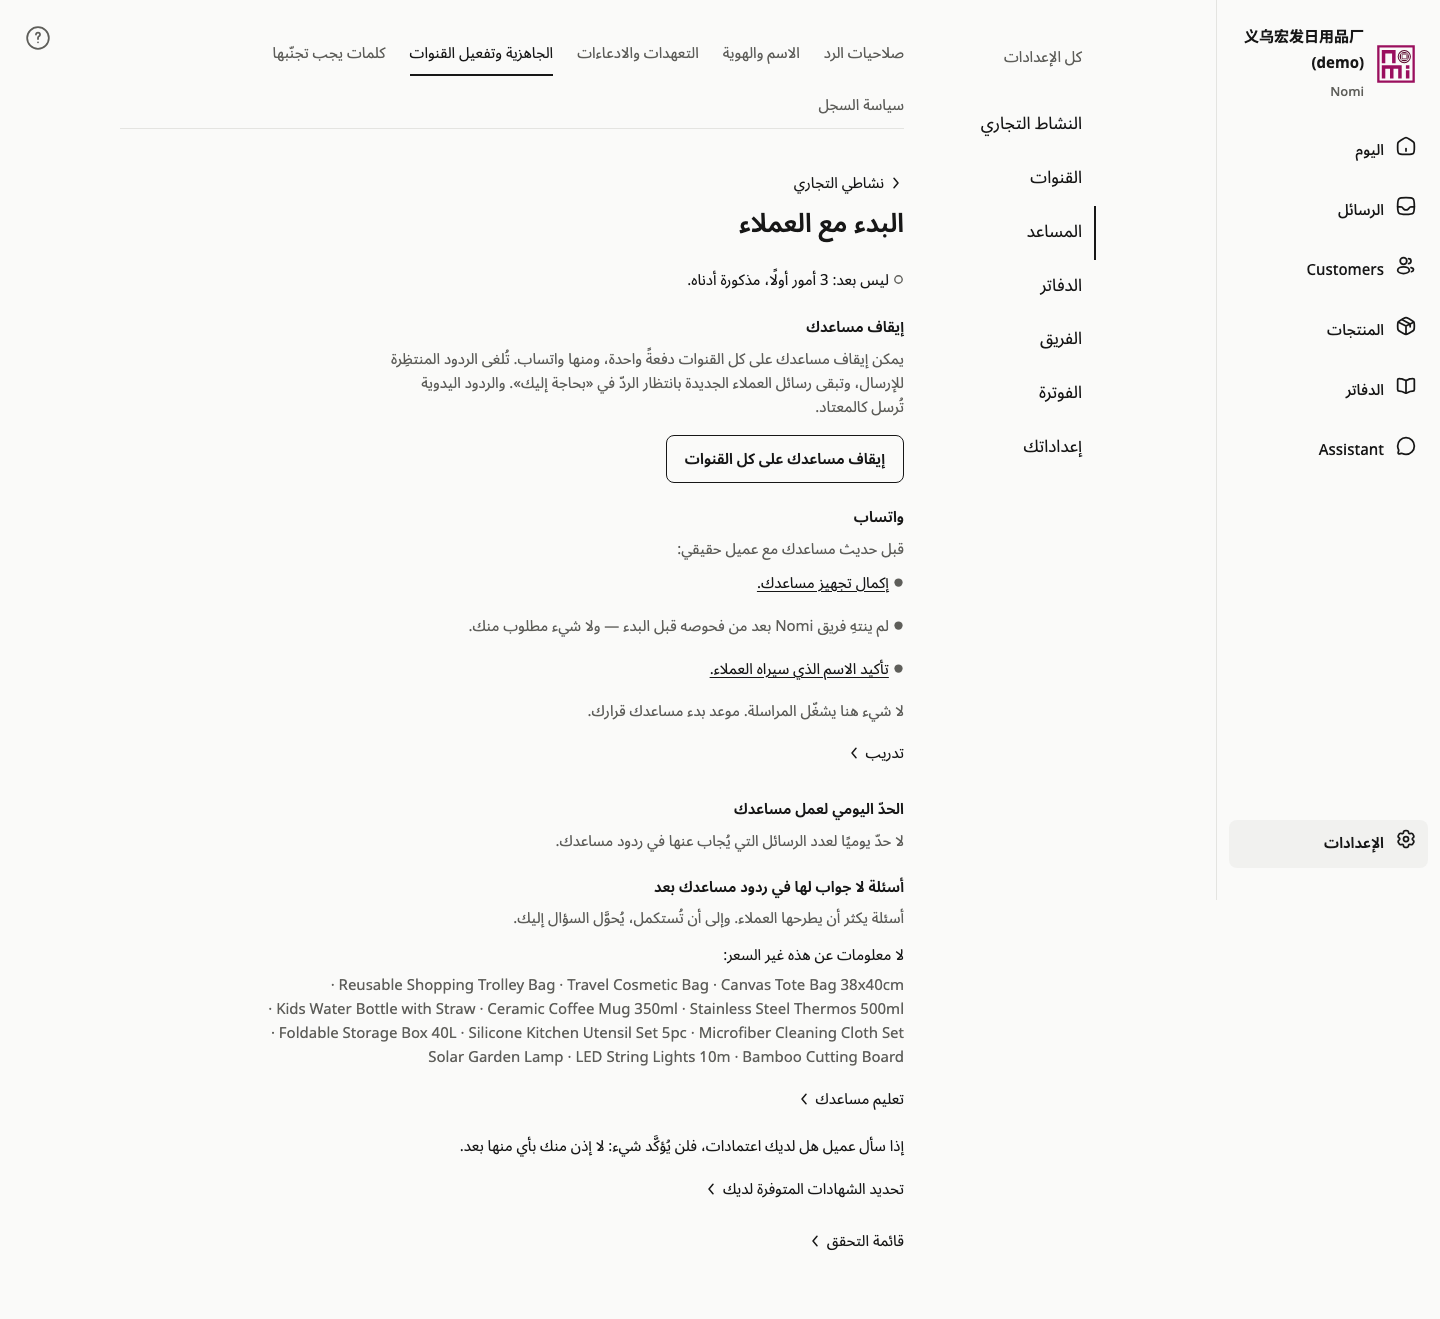 义乌宏发日用品厂
(demo)
Nomi
اليوم
الرسائل
Customers
المنتجات
الدفاتر
Assistant
الإعدادات
كل الإعدادات
النشاط التجاري
القنوات
المساعد
الدفاتر
الفريق
الفوترة
إعداداتك
صلاحيات الرد
الاسم والهوية
التعهدات والادعاءات
الجاهزية وتفعيل القنوات
كلمات يجب تجنّبها
سياسة السجل
نشاطي التجاري
البدء مع العملاء
ليس بعد: 3 أمور أولًا، مذكورة أدناه.
إيقاف مساعدك
يمكن إيقاف مساعدك على كل القنوات دفعةً واحدة، ومنها واتساب. تُلغى الردود المنتظِرة
للإرسال، وتبقى رسائل العملاء الجديدة بانتظار الردّ في «بحاجة إليك». والردود اليدوية
تُرسل كالمعتاد.
إيقاف مساعدك على كل القنوات
واتساب
قبل حديث مساعدك مع عميل حقيقي:
إكمال تجهيز مساعدك.
لم ينتهِ فريق Nomi بعد من فحوصه قبل البدء — ولا شيء مطلوب منك.
تأكيد الاسم الذي سيراه العملاء.
لا شيء هنا يشغّل المراسلة. موعد بدء مساعدك قرارك.
تدريب
الحدّ اليومي لعمل مساعدك
لا حدّ يوميًا لعدد الرسائل التي يُجاب عنها في ردود مساعدك.
أسئلة لا جواب لها في ردود مساعدك بعد
أسئلة يكثر أن يطرحها العملاء. وإلى أن تُستكمل، يُحوَّل السؤال إليك.
لا معلومات عن هذه غير السعر:
Reusable Shopping Trolley Bag · Travel Cosmetic Bag · Canvas Tote Bag 38x40cm ·
Kids Water Bottle with Straw · Ceramic Coffee Mug 350ml · Stainless Steel Thermos 500ml ·
Foldable Storage Box 40L · Silicone Kitchen Utensil Set 5pc · Microfiber Cleaning Cloth Set ·
Solar Garden Lamp · LED String Lights 10m · Bamboo Cutting Board
تعليم مساعدك
إذا سأل عميل هل لديك اعتمادات، فلن يُؤكَّد شيء: لا إذن منك بأي منها بعد.
تحديد الشهادات المتوفرة لديك
قائمة التحقق